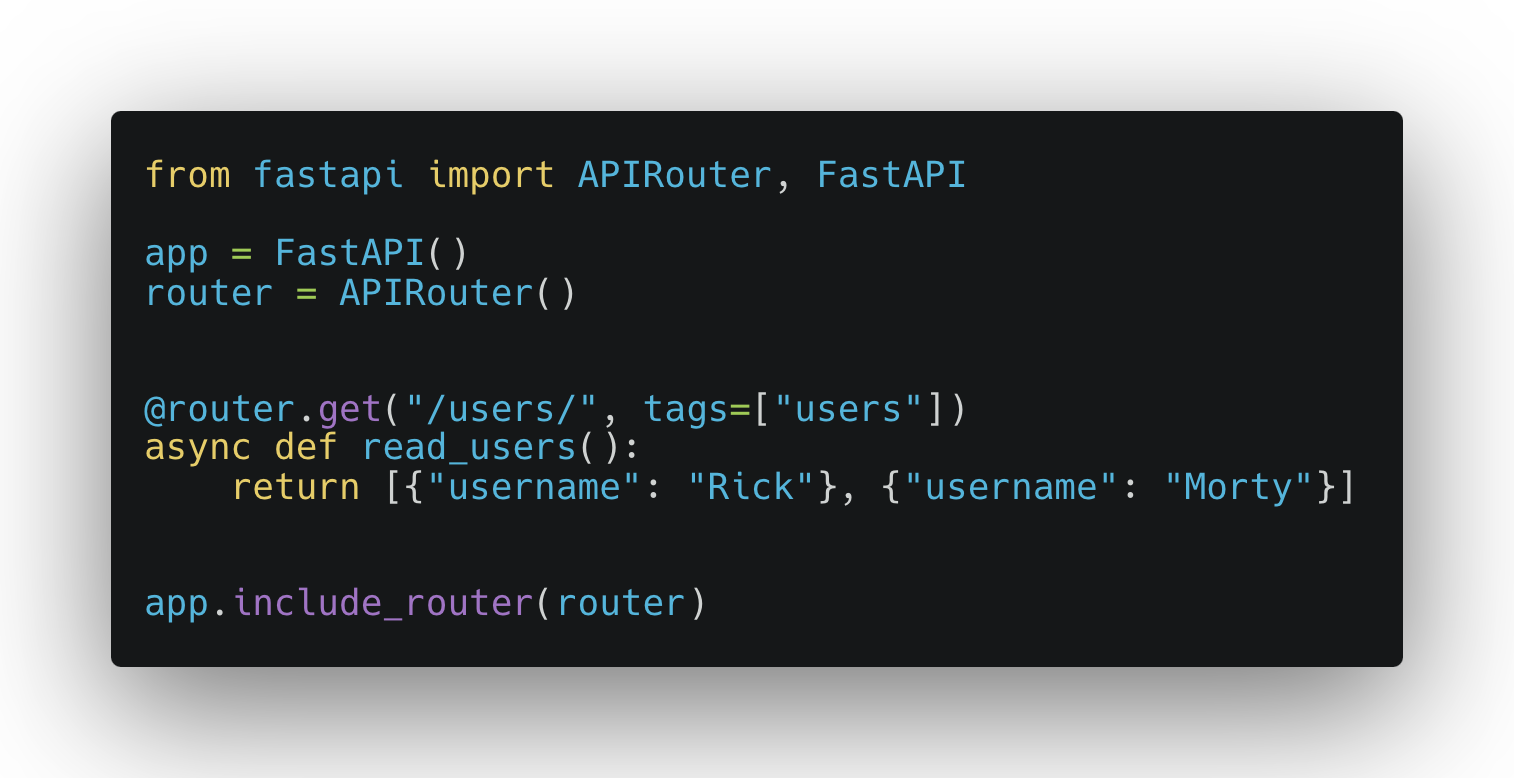 from fastapi import APIRouter, FastAPI

app = FastAPI()
router = APIRouter()


@router.get("/users/", tags=["users"])
async def read_users():
    return [{"username": "Rick"}, {"username": "Morty"}]


app.include_router(router)